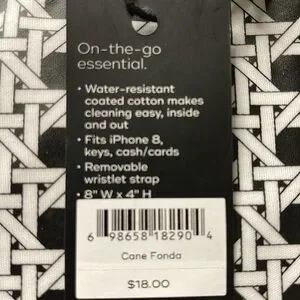 On-the-go
essential.
• Water-resistant
coated cotton makes
cleaning easy, inside
and out
• Fits iPhone 8,
keys, cash/cards
• Removable
wristlet strap
• 8" W x 4" H
6 98658 18290 4
Cane Fonda
$18.00